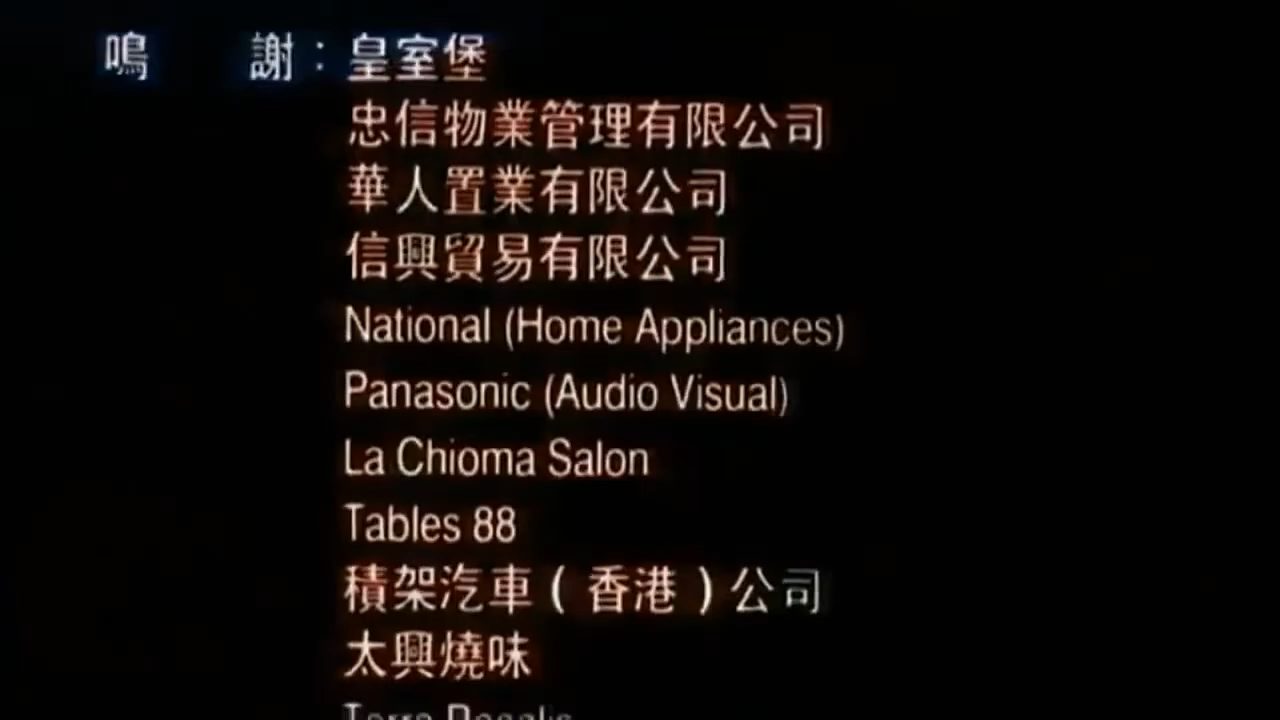 鳴謝：皇室堡
忠信物業管理有限公司
華人置業有限公司
信興貿易有限公司
National (Home Appliances)
Panasonic (Audio Visual)
La Chioma Salon
Tables 88
積架汽車(香港)公司
太興燒味